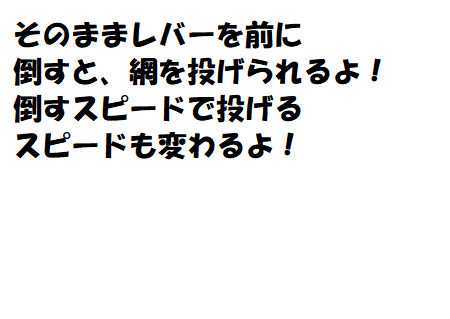 そのままレバーを前に
倒すと、網を投げられるよ！
倒すスピードで投げる
スピードも変わるよ！